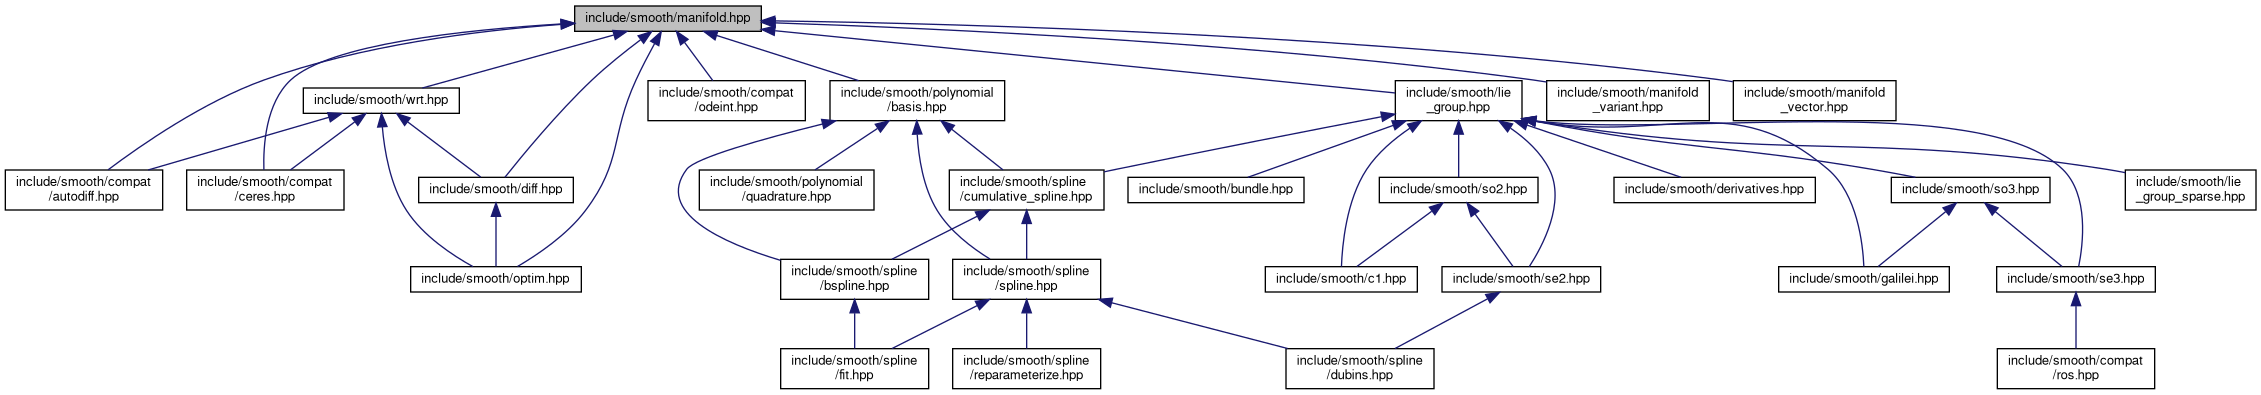 include/smooth/manifold.hpp
include/smooth/wrt.hpp
include/smooth/compat
/odeint.hpp
include/smooth/polynomial
/basis.hpp
include/smooth/lie
_group.hpp
include/smooth/manifold
_variant.hpp
include/smooth/manifold
_vector.hpp
include/smooth/compat
/autodiff.hpp
include/smooth/compat
/ceres.hpp
include/smooth/diff.hpp
include/smooth/polynomial
/quadrature.hpp
include/smooth/spline
/cumulative_spline.hpp
include/smooth/bundle.hpp
include/smooth/so2.hpp
include/smooth/derivatives.hpp
include/smooth/so3.hpp
include/smooth/lie
_group_sparse.hpp
include/smooth/optim.hpp
include/smooth/spline
/bspline.hpp
include/smooth/spline
/spline.hpp
include/smooth/c1.hpp
include/smooth/se2.hpp
include/smooth/galilei.hpp
include/smooth/se3.hpp
include/smooth/spline
/fit.hpp
include/smooth/spline
/reparameterize.hpp
include/smooth/spline
/dubins.hpp
include/smooth/compat
/ros.hpp